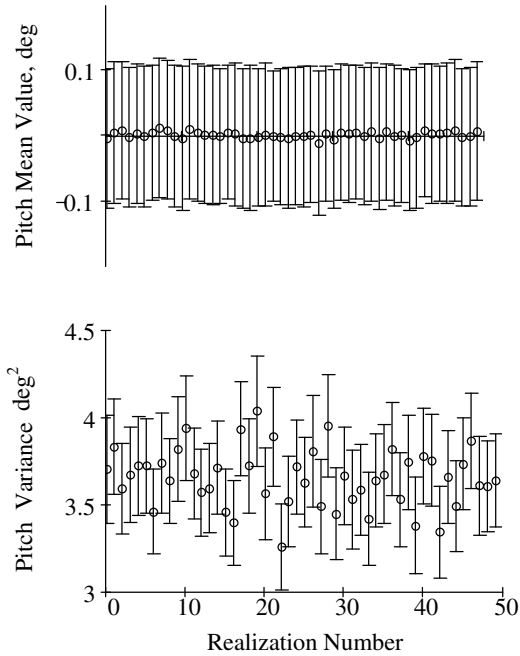 Pitch Mean Value, deg
0.1
-0.1
Pitch Variance deg²
4.5
4
3.5
3
0 10 20 30 40 50
Realization Number